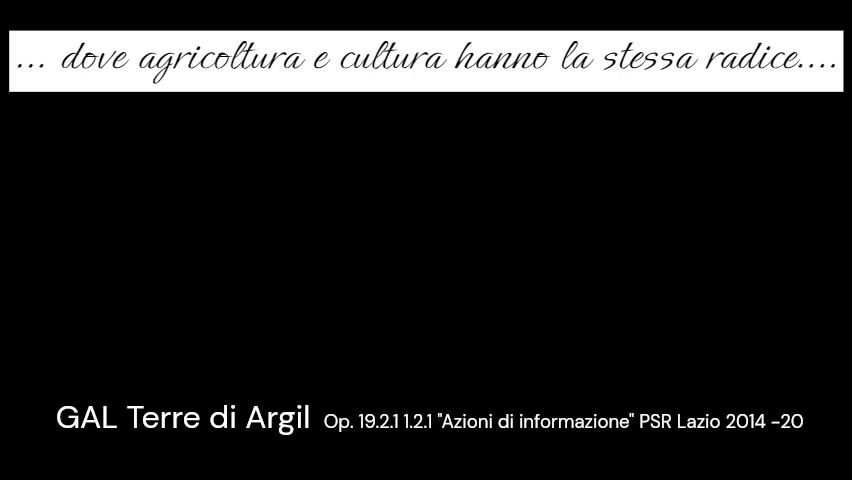 ... dove agricoltura e cultura hanno la stessa radice....
GAL Terre di Argil Op. 19.2.1 1.2.1 "Azioni di informazione" PSR Lazio 2014 -20